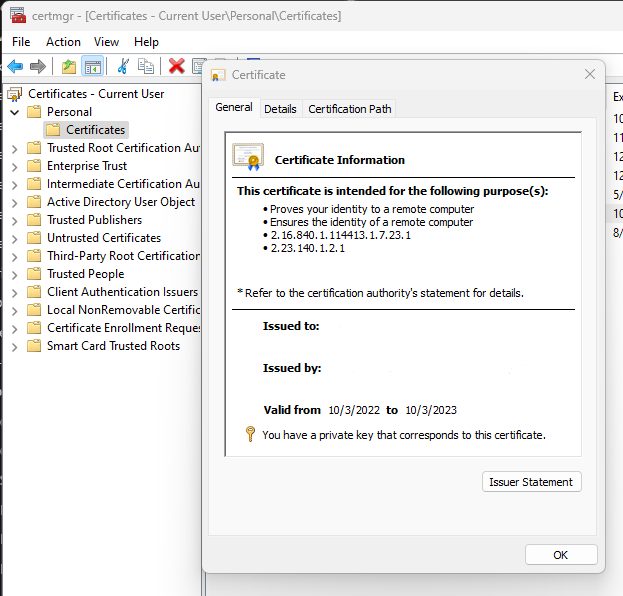 certmgr - [Certificates - Current User\Personal\Certificates]
File Action View Help
Certificates - Current User
Personal
Certificates
Trusted Root Certification Au
Enterprise Trust
Intermediate Certification Au
Active Directory User Object
Trusted Publishers
Untrusted Certificates
Third-Party Root Certification
Trusted People
Client Authentication Issuers
Local NonRemovable Certific
Certificate Enrollment Reques
Smart Card Trusted Roots
Certificate
General Details Certification Path
Certificate Information
This certificate is intended for the following purpose(s):
• Proves your identity to a remote computer
• Ensures the identity of a remote computer
• 2.16.840.1.114413.1.7.23.1
• 2.23.140.1.2.1
* Refer to the certification authority's statement for details.
Issued to:
Issued by:
Valid from 10/3/2022 to 10/3/2023
You have a private key that corresponds to this certificate.
Issuer Statement
OK
Ex
10
11
12
12
5/
10
8/